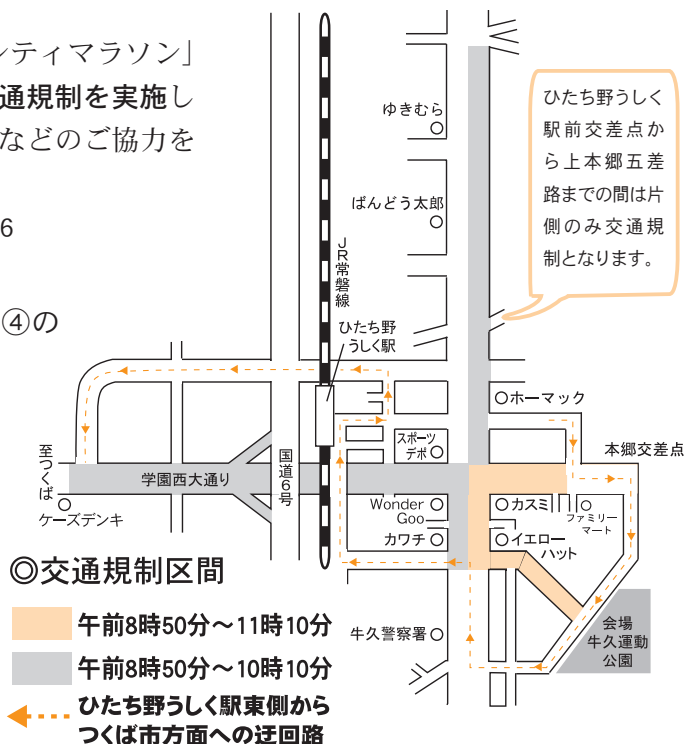 ンティマラソン」
通規制を実施し
などのご協力を
6
④の
ゆきむら
ばんどう太郎
JR常磐線
ひたち野
うしく駅
ひたち野うしく
駅前交差点か
ら上本郷五差
路までの間は片
側のみ交通規
制となります。
ホーマック
本郷交差点
スポーツ
デポ
至つくば
学園西大通り
国道6号
ケーズデンキ
Wonder
Goo
カスミ
ファミリー
マート
カワチ
イエロー
ハット
牛久警察署
会場
牛久運動
公園
◎交通規制区間
午前8時50分～11時10分
午前8時50分～10時10分
ひたち野うしく駅東側から
つくば市方面への迂回路